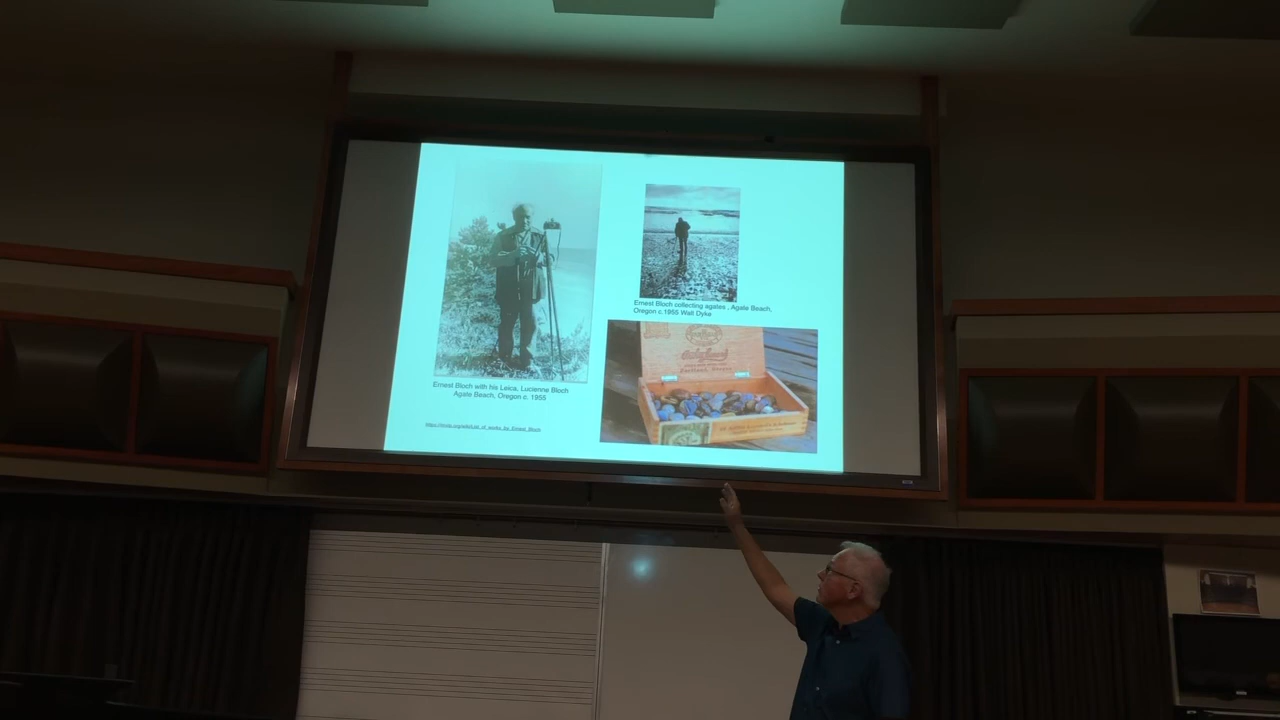 Ernest Bloch with his Leica, Lucienne Bloch
Agate Beach, Oregon c. 1955
Ernest Bloch collecting agates , Agate Beach,
Oregon c.1955 Walt Dyke